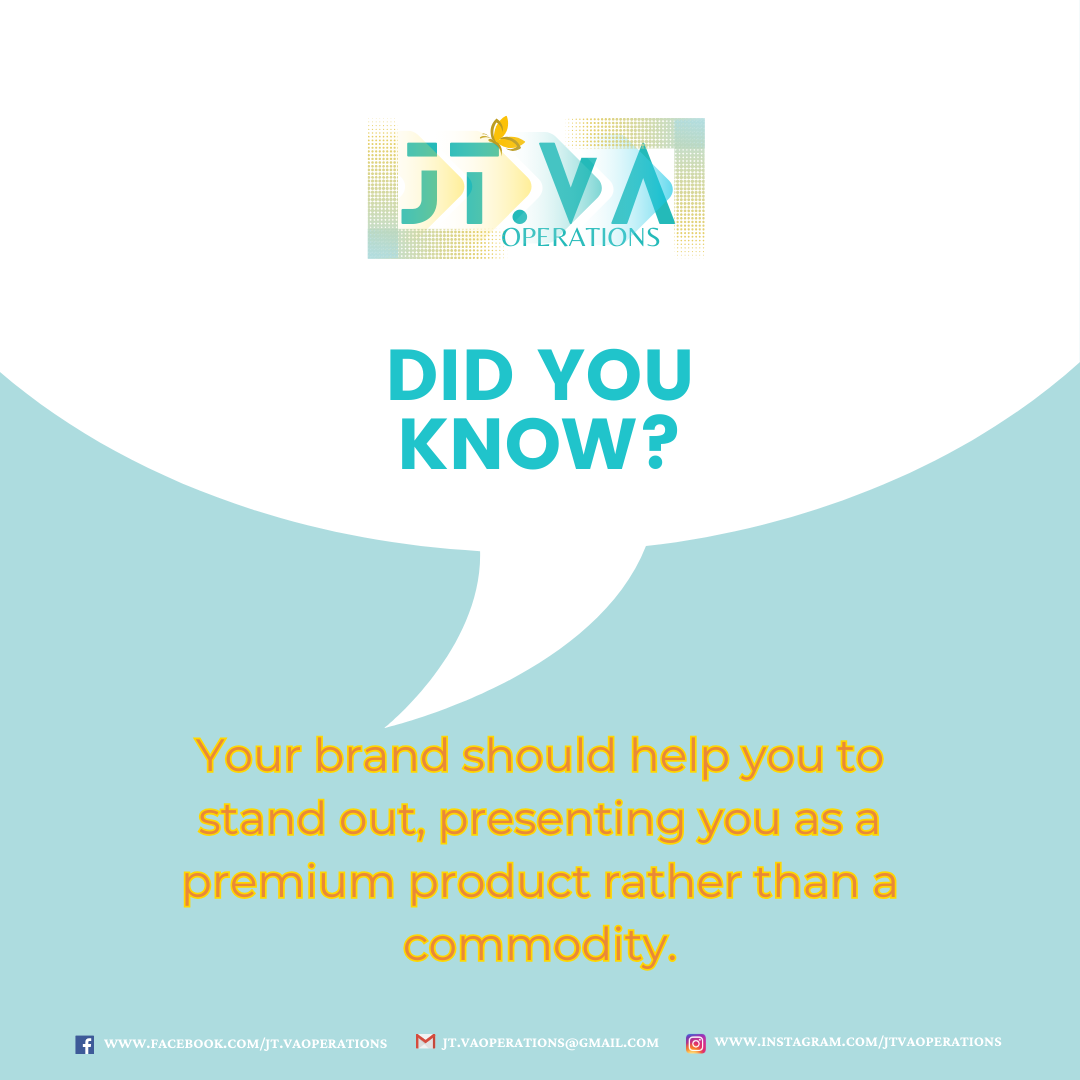 JT.VA
OPERATIONS
DID YOU
KNOW?
Your brand should help you to
stand out, presenting you as a
premium product rather than a
commodity.
WWW.FACEBOOK.COM/JT.VAOPERATIONS
JT.VAOPERATIONS@GMAIL.COM
WWW.INSTAGRAM.COM/JTVAOPERATIONS